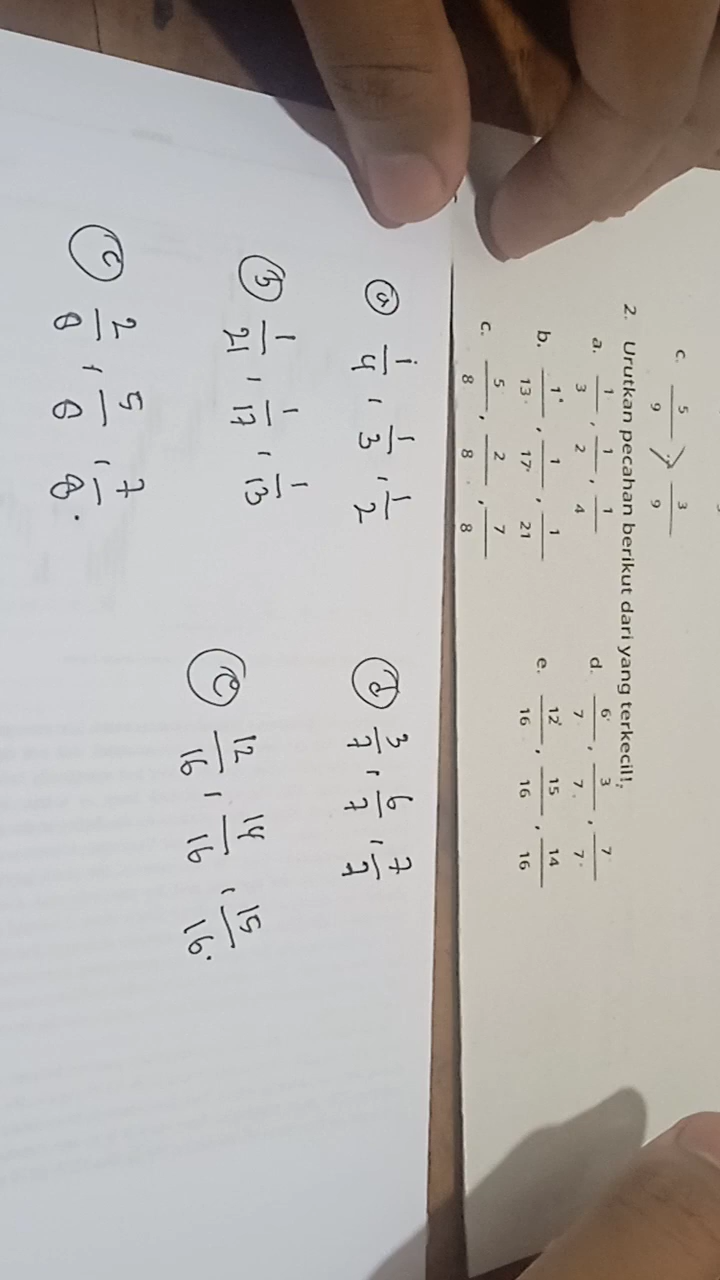 c. 5/9 > 3/9
2. Urutkan pecahan berikut dari yang terkecil!;
a. 1/3, 1/2, 1/4
d. 6/7, 3/7, 7/7
b. 1/13, 1/17, 1/21
e. 12/16, 15/16, 14/16
c. 5/8, 2/8, 7/8
a 1/4, 1/3, 1/2
d 3/7, 6/7, 7/7
b 1/21, 1/17, 1/13
e 12/16, 14/16, 15/16.
c 2/8, 5/8, 7/8.